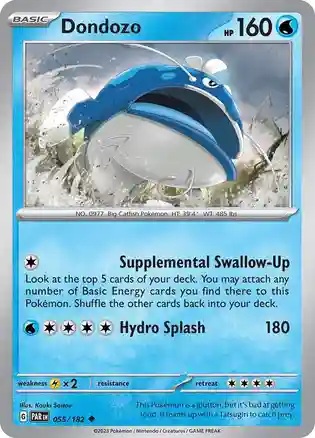 BASIC
Dondozo
HP 160
NO. 0977 Big Catfish Pokémon HT: 39'4" WT: 485 lbs
Supplemental Swallow-Up
Look at the top 5 cards of your deck. You may attach
any number of Basic Energy cards you find there to this
Pokémon. Shuffle the other cards back into your deck.
Hydro Splash 180
weakness ×2 resistance retreat
Illus. Kouki Saitou
G PAR EN 055/182
This Pokémon is a glutton, but it's bad at getting
food. It teams up with a Tatsugiri to catch prey.
©2023 Pokémon / Nintendo / Creatures / GAME FREAK